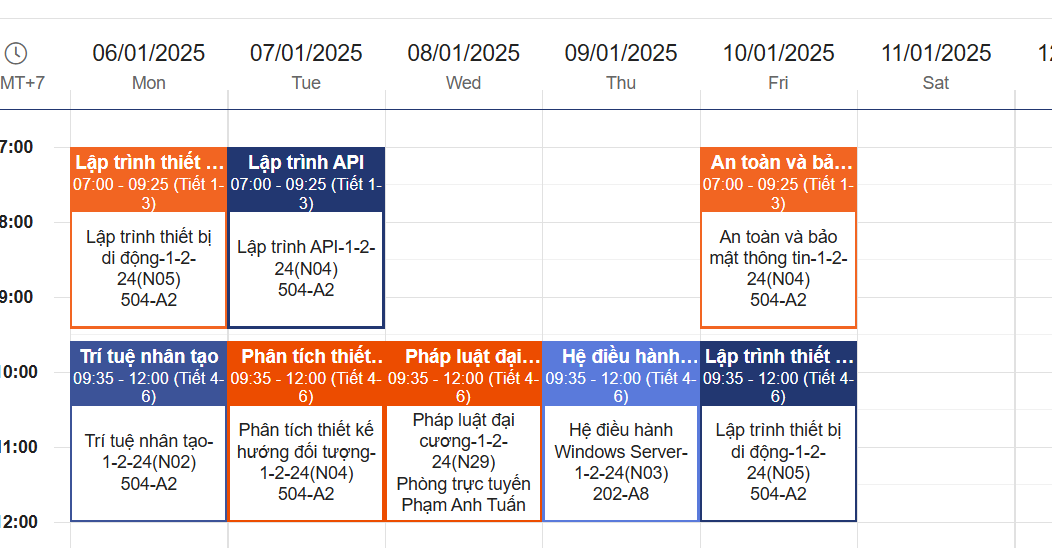 06/01/2025
07/01/2025
08/01/2025
09/01/2025
10/01/2025
11/01/2025
12
MT+7
Mon
Tue
Wed
Thu
Fri
Sat
7:00
8:00
9:00
10:00
11:00
12:00
Lập trình thiết ...
07:00 - 09:25 (Tiết 1-
3)
Lập trình thiết bị
di động-1-2-
24(N05)
504-A2
Lập trình API
07:00 - 09:25 (Tiết 1-
3)
Lập trình API-1-2-
24(N04)
504-A2
An toàn và bả...
07:00 - 09:25 (Tiết 1-
3)
An toàn và bảo
mật thông tin-1-2-
24(N04)
504-A2
Trí tuệ nhân tạo
09:35 - 12:00 (Tiết 4-
6)
Trí tuệ nhân tạo-
1-2-24(N02)
504-A2
Phân tích thiết..
09:35 - 12:00 (Tiết 4-
6)
Phân tích thiết kế
hướng đối tượng-
1-2-24(N04)
504-A2
Pháp luật đại...
09:35 - 12:00 (Tiết 4-
6)
Pháp luật đại
cương-1-2-
24(N29)
Phòng trực tuyến
Phạm Anh Tuấn
Hệ điều hành...
09:35 - 12:00 (Tiết 4-
6)
Hệ điều hành
Windows Server-
1-2-24(N03)
202-A8
Lập trình thiết ...
09:35 - 12:00 (Tiết 4-
6)
Lập trình thiết bị
di động-1-2-
24(N05)
504-A2